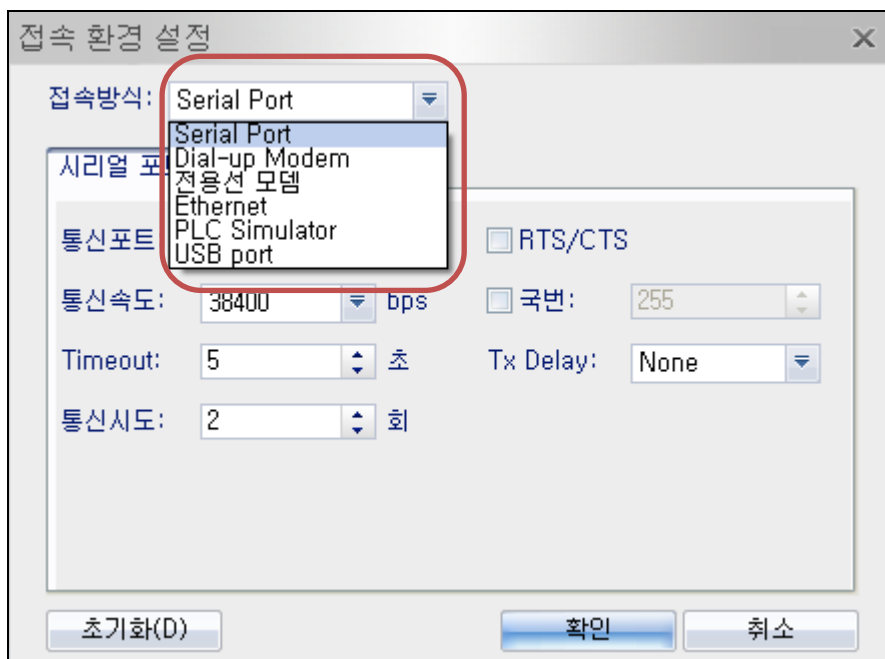 접속 환경 설정
접속방식: Serial Port
Serial Port
Dial-up Modem
전용선 모뎀
Ethernet
PLC Simulator
USB port
시리얼
통신포트
RTS/CTS
통신속도: 38400 bps
국번: 255
Timeout: 5 초
Tx Delay: None
통신시도: 2 회
초기화(D)
확인
취소